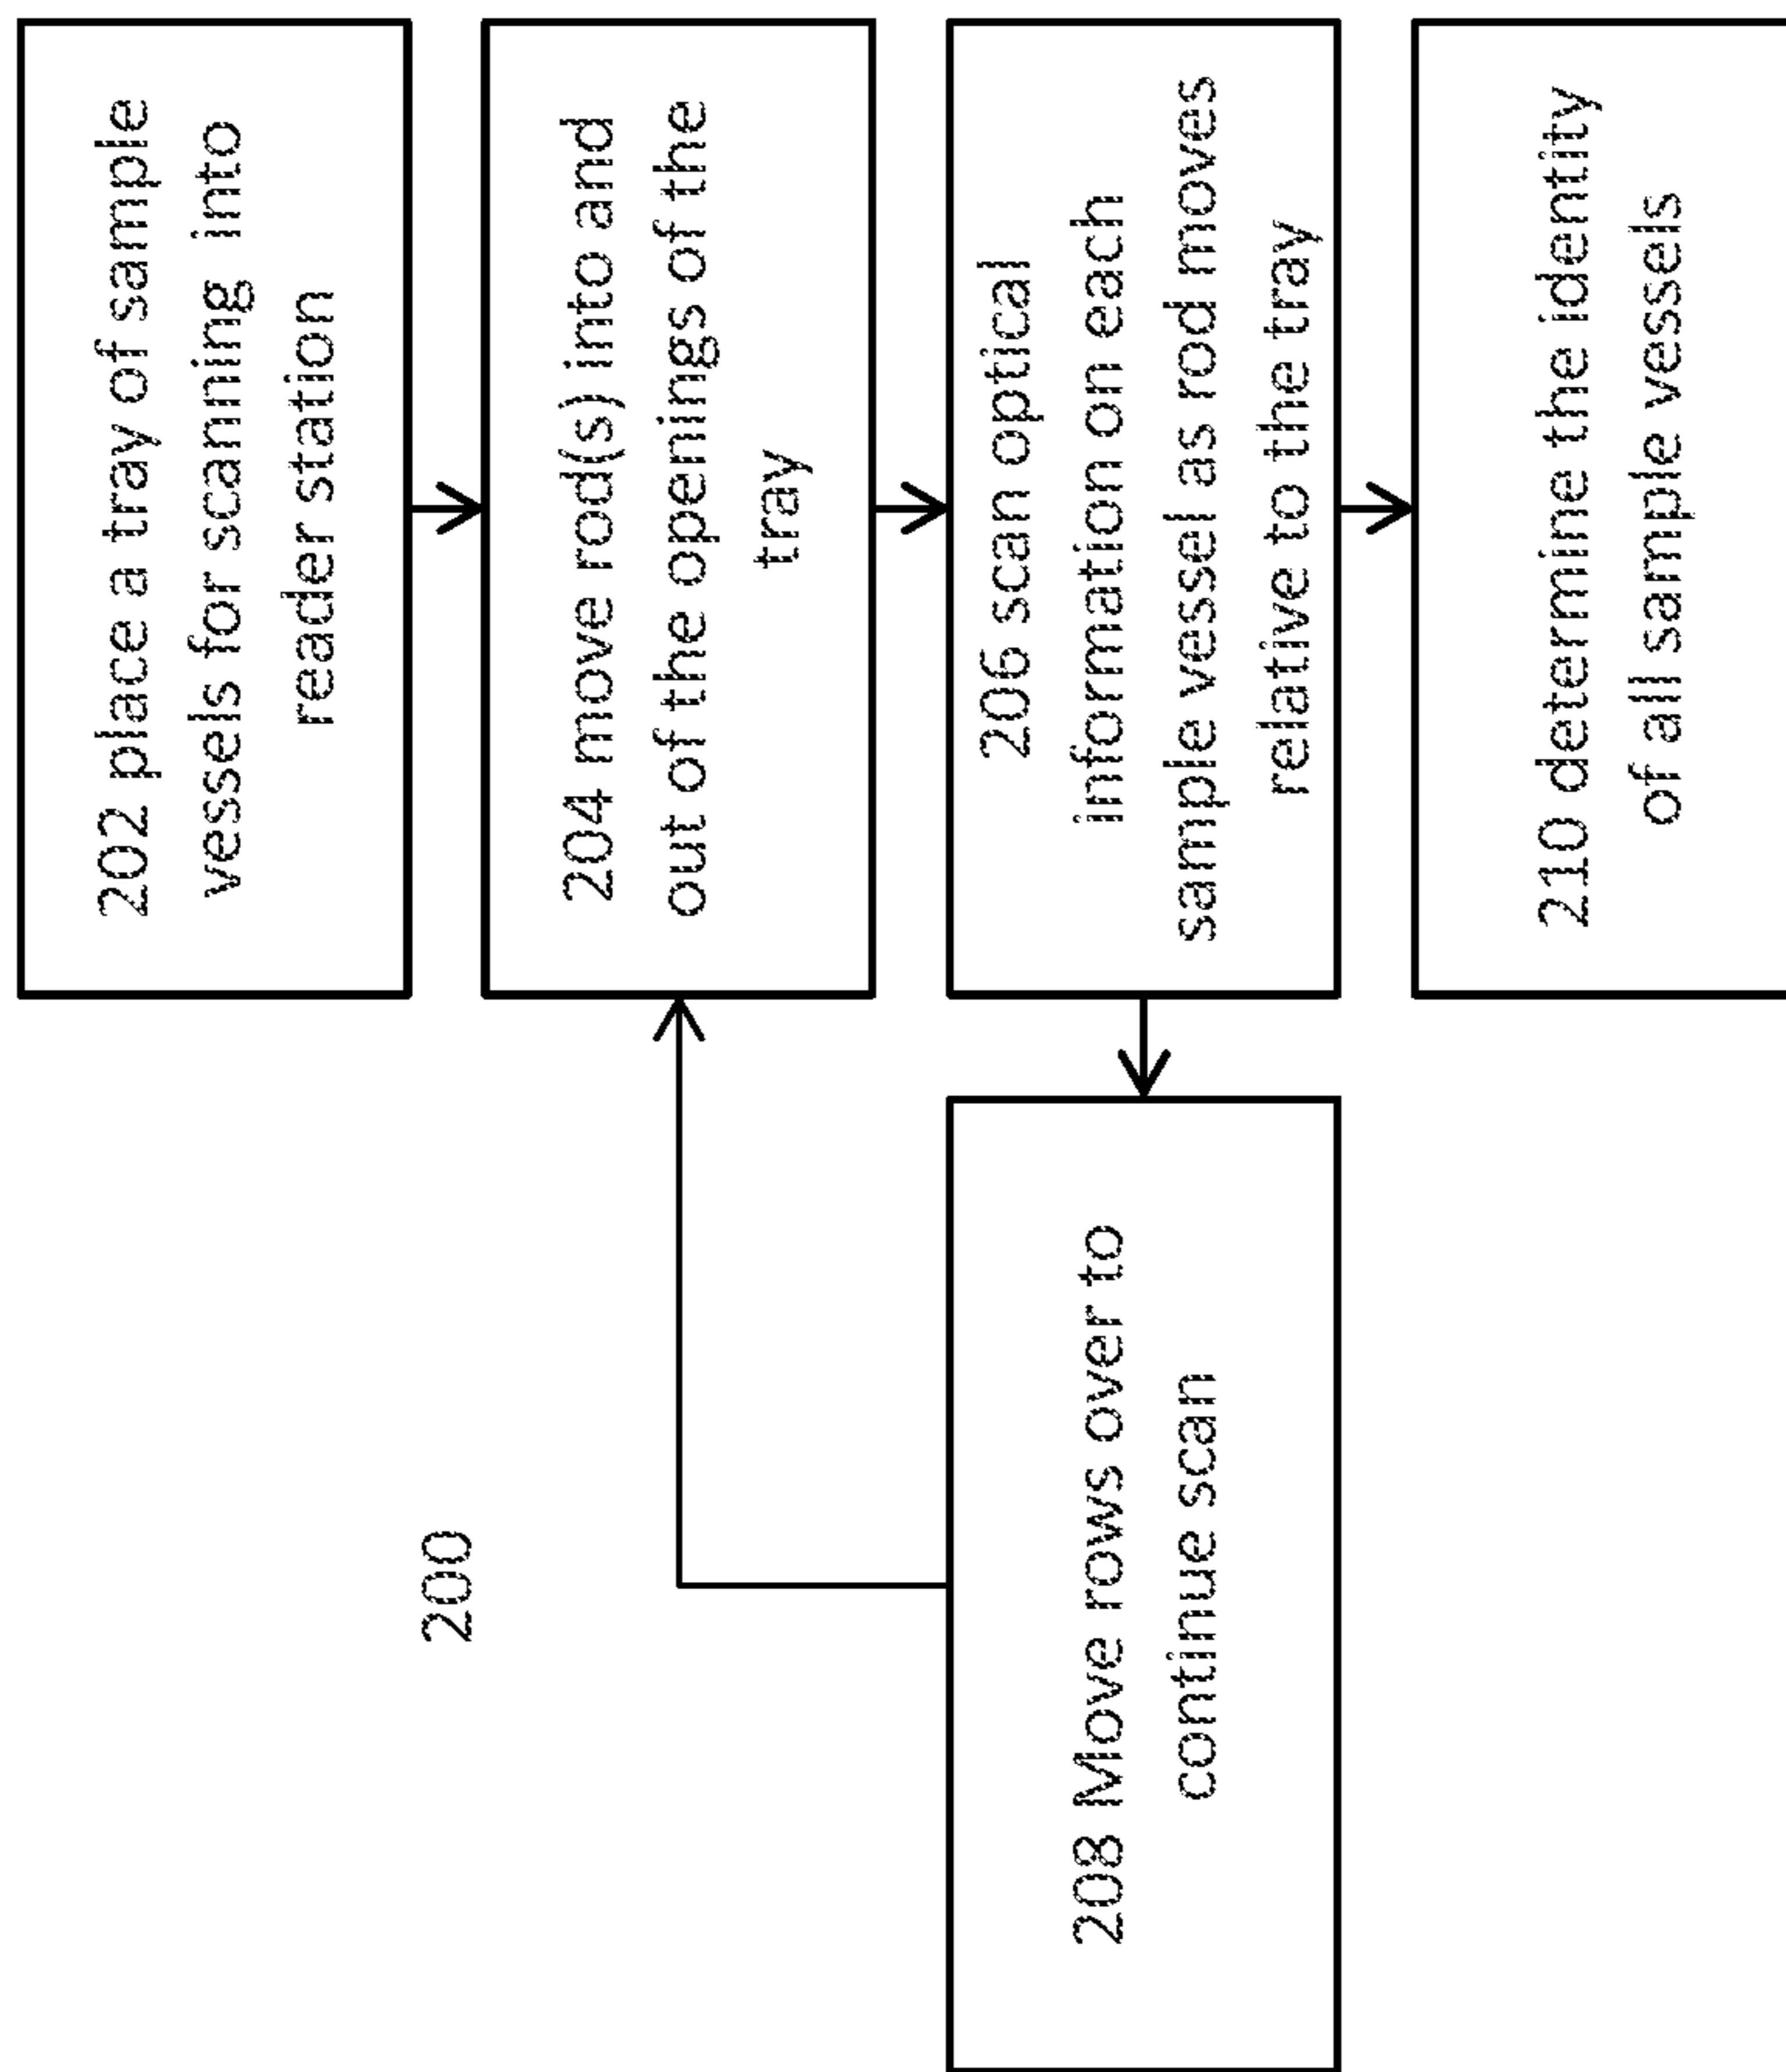 202 place a tray of sample
vessels for scanning into
reader station
204 move rod(s) into and
out of the openings of the
tray
206 scan optical
information on each
sample vessel as rod moves
relative to the tray
208 Move rows over to
continue scan
210 determine the identity
of all sample vessels
200